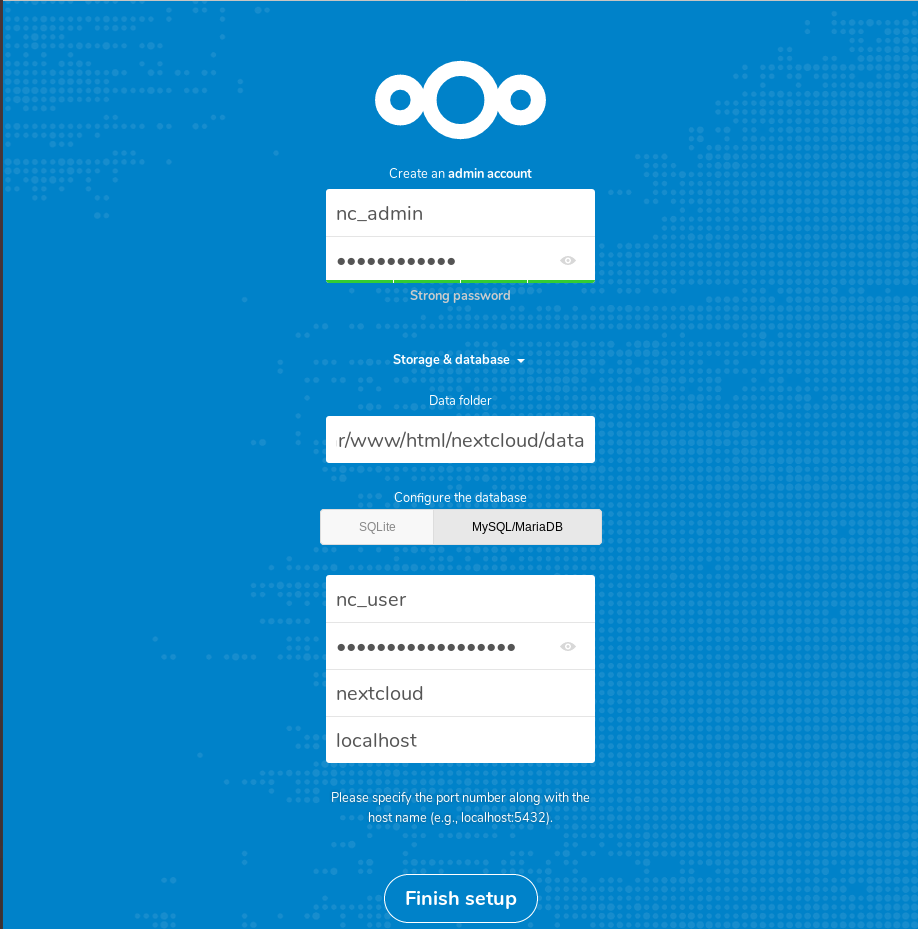 Create an admin account
nc_admin
••••••••••••
Strong password
Storage & database
Data folder
r/www/html/nextcloud/data
Configure the database
SQLite MySQL/MariaDB
nc_user
••••••••••••••••••
nextcloud
localhost
Please specify the port number along with the
host name (e.g., localhost:5432).
Finish setup